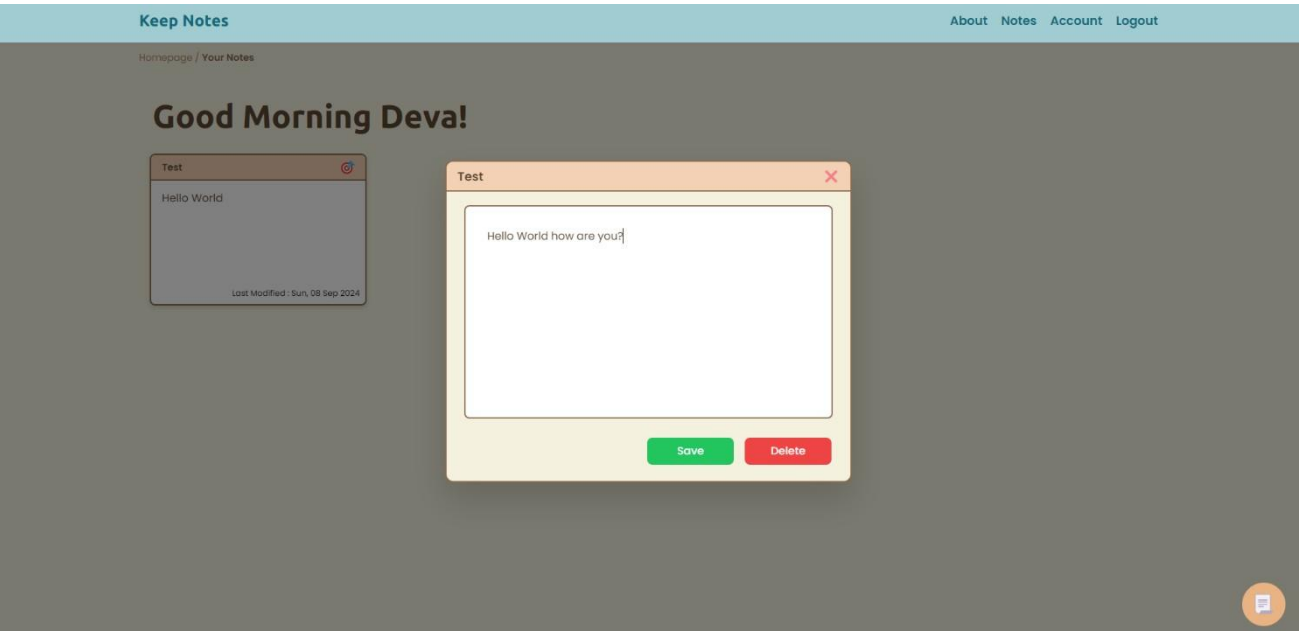 Keep Notes
About Notes Account Logout
Homepage / Your Notes
Good Morning Deva!
Test
Hello World
Last Modified : Sun, 08 Sep 2024
Test
Hello World how are you?
Save Delete